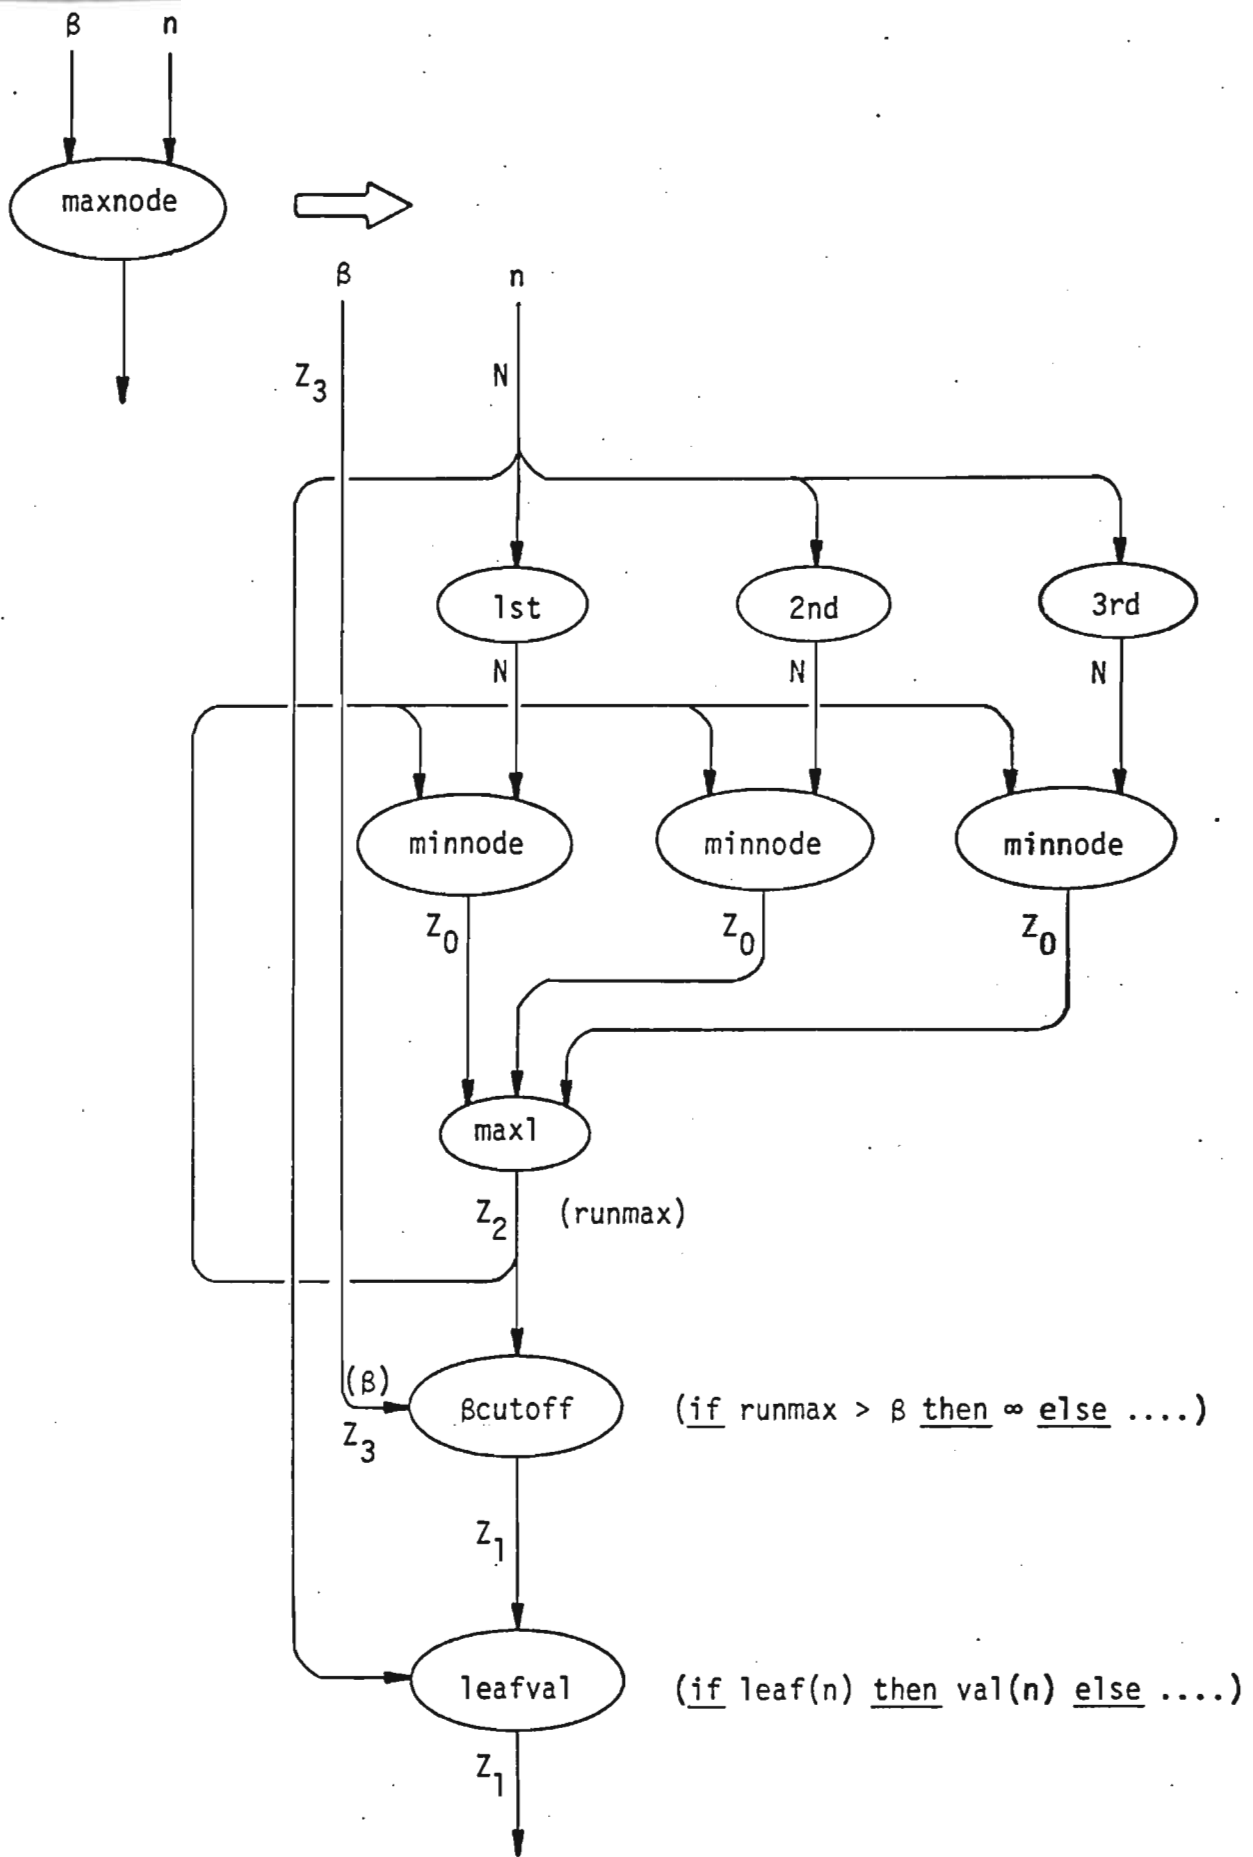 β n
maxnode
β n
Z3 N
1st 2nd 3rd
N N N
minnode minnode minnode
Z0 Z0 Z0
max1
Z2 (runmax)
(β)
βcutoff (if runmax > β then ∞ else ....)
Z3
Z1
leafval (if leaf(n) then val(n) else ....)
Z1